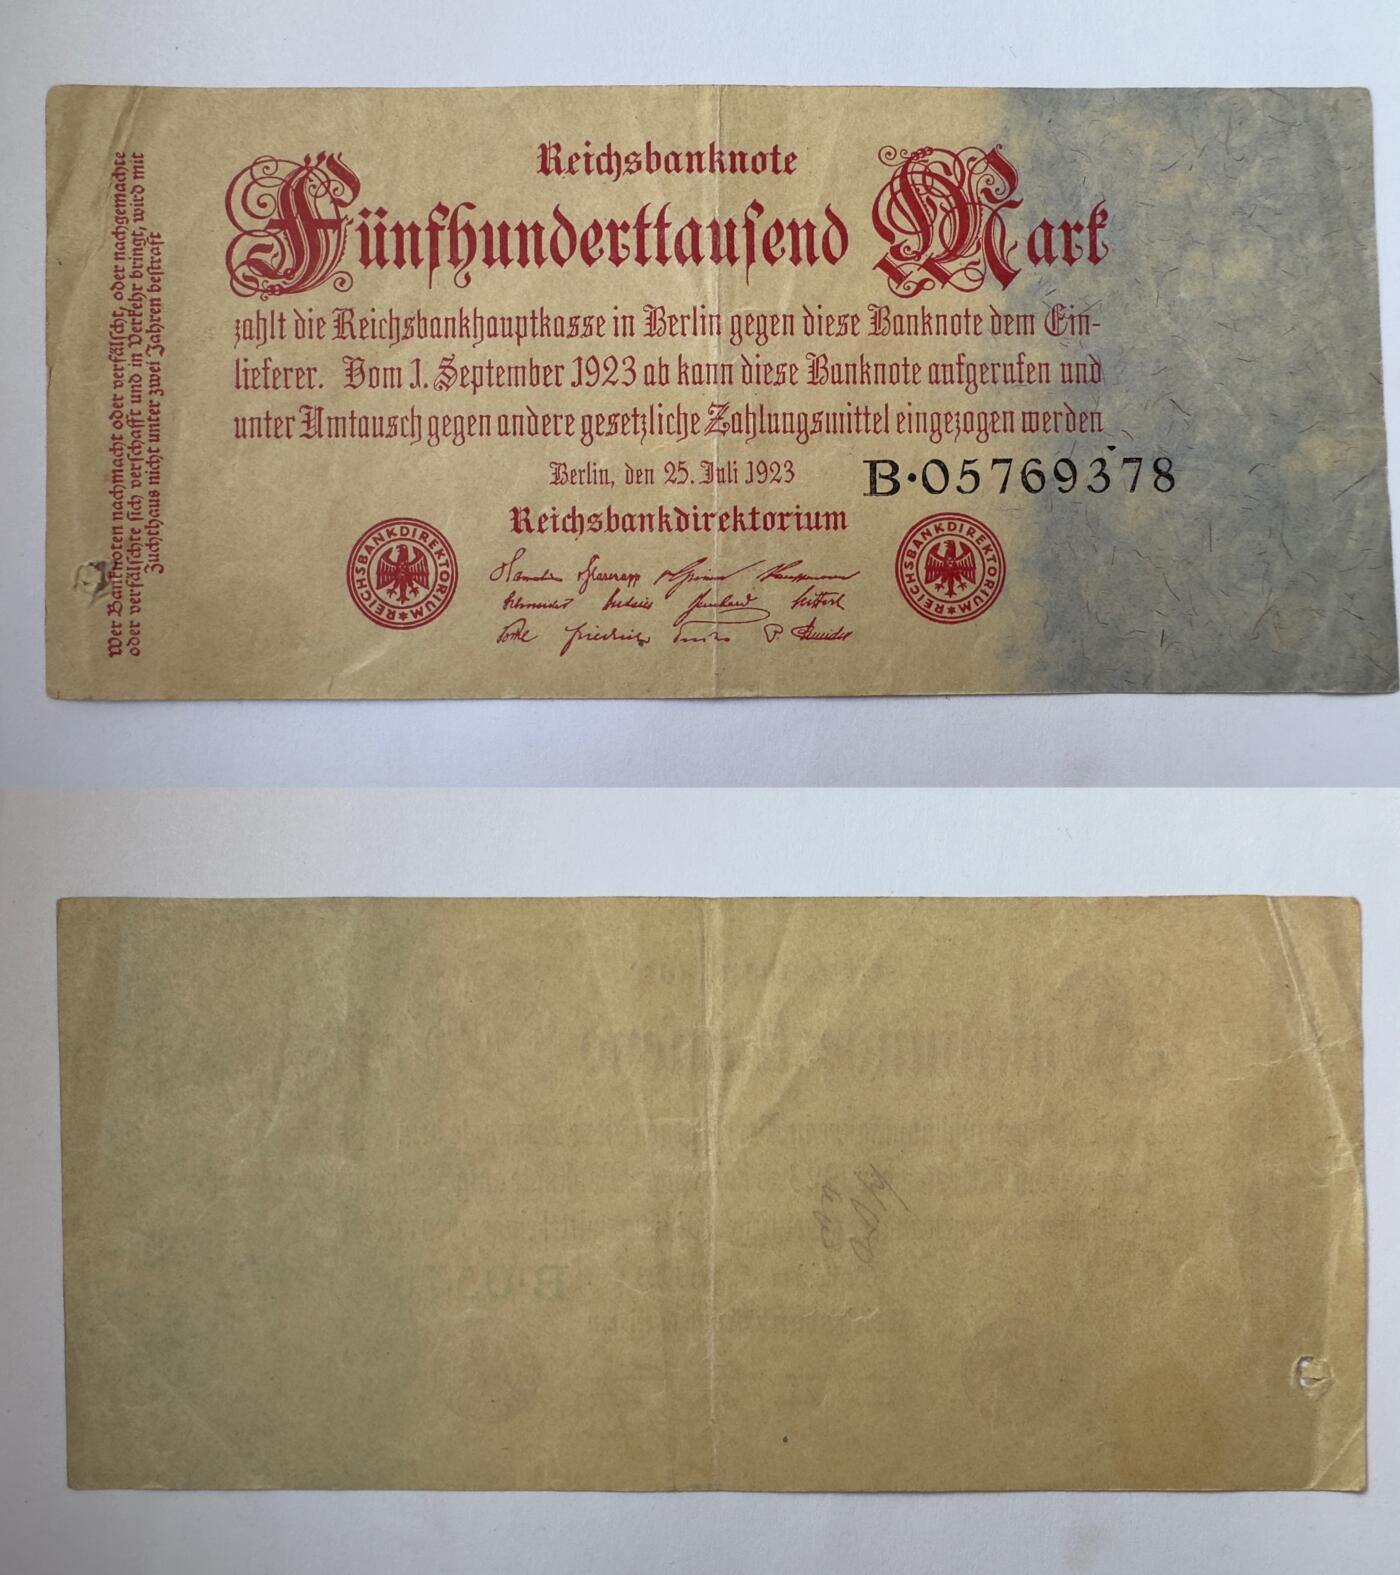 Reichsbanknote
Fünfhunderttausend Mark
zahlt die Reichsbankhauptkasse in Berlin gegen diese Banknote dem Ein-
lieferer. Vom 1. September 1923 ab kann diese Banknote aufgerufen und
unter Umtausch gegen andere gesetzliche Zahlungsmittel eingezogen werden
Berlin, den 25. Juli 1923
B·05769378
Reichsbankdirektorium
REICHSBANKDIREKTORIUM
REICHSBANKDIREKTORIUM
Wer Banknoten nachmacht oder verfälscht, oder nachgemachte
oder verfälschte sich verschafft und in Verkehr bringt, wird mit
Zuchthaus nicht unter zwei Jahren bestraft